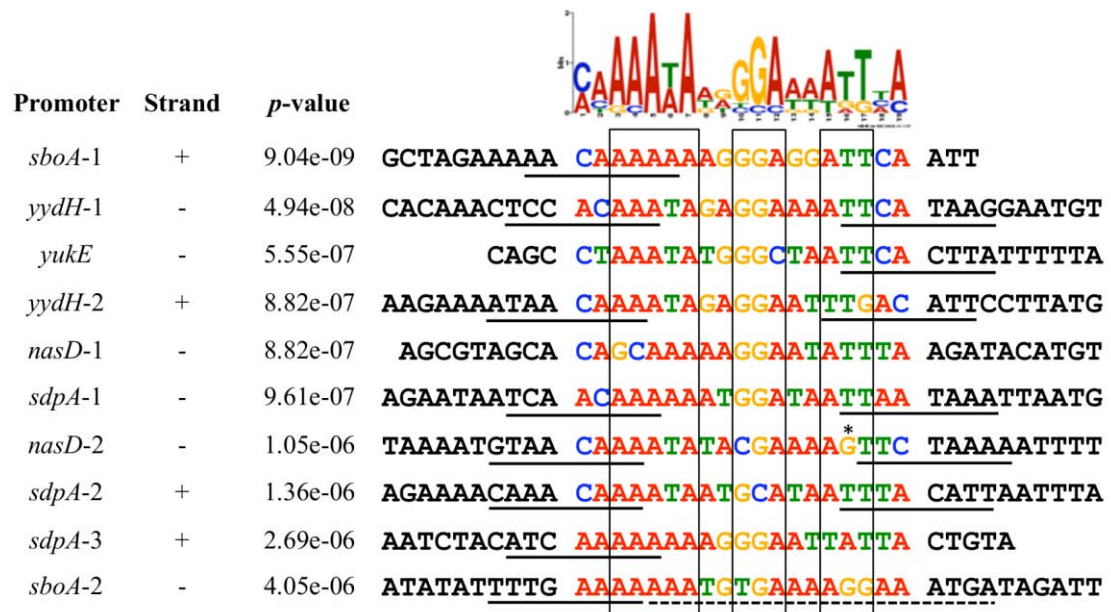 bits
2
1
0
Promoter Strand p-value
sboA-1 + 9.04e-09 GCTAGAAAAA CAAAAAAAGGGAGGATTCA ATT
yydH-1 - 4.94e-08 CACAAACTCC ACAAATAGAGGAAAATTCA TAAGGAATGT
yukE - 5.55e-07 CAGC CTAAATATGGGCTAATTCA CTTATTTTTA
yydH-2 + 8.82e-07 AAGAAAATAA CAAAATAGAGGAATTTGAC ATTCCTTATG
nasD-1 - 8.82e-07 AGCGTAGCA CAGCAAAAAGGAATATTTA AGATACATGT
sdpA-1 - 9.61e-07 AGAATAATCA ACAAAAAATGGATAATTAA TAAATTAATG
*
nasD-2 - 1.05e-06 TAAAATGTAA CAAAATATACGAAAAGTTC TAAAAATTTT
sdpA-2 + 1.36e-06 AGAAAACAAA CAAAATAATGCATAATTTA CATTAATTTA
sdpA-3 + 2.69e-06 AATCTACATC AAAAAAAAGGGAATTATTA CTGTA
sboA-2 - 4.05e-06 ATATATTTTG AAAAAAATGTGAAAAGGAA ATGATAGATT